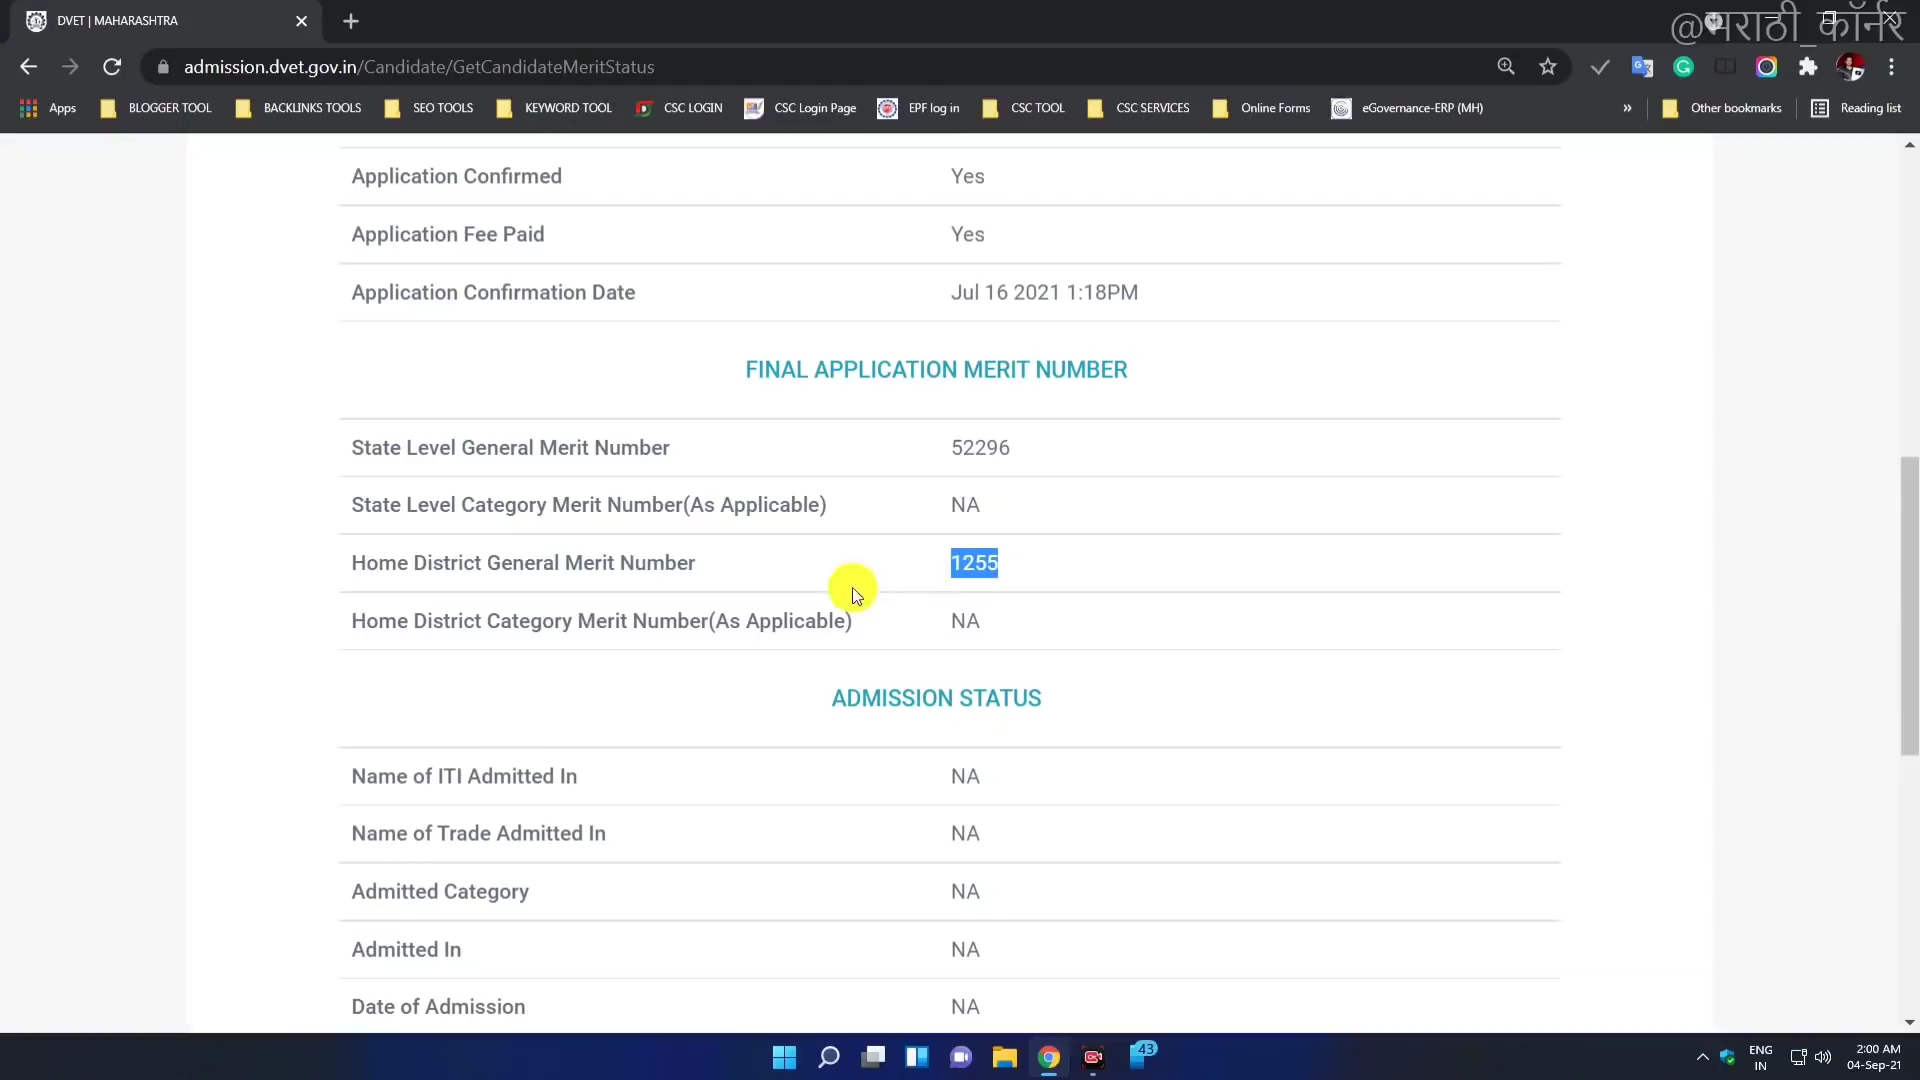 DVET | MAHARASHTRA
@मराठी_कॉर्नर
admission.dvet.gov.in/Candidate/GetCandidateMeritStatus
Apps BLOGGER TOOL BACKLINKS TOOLS SEO TOOLS KEYWORD TOOL CSC LOGIN CSC Login Page EPF log in CSC TOOL CSC SERVICES Online Forms eGovernance-ERP (MH) » Other bookmarks Reading list
Application Confirmed Yes
Application Fee Paid Yes
Application Confirmation Date Jul 16 2021 1:18PM
FINAL APPLICATION MERIT NUMBER
State Level General Merit Number 52296
State Level Category Merit Number(As Applicable) NA
Home District General Merit Number 1255
Home District Category Merit Number(As Applicable) NA
ADMISSION STATUS
Name of ITI Admitted In NA
Name of Trade Admitted In NA
Admitted Category NA
Admitted In NA
Date of Admission NA
43
ENG 2:00 AM
IN 04-Sep-21